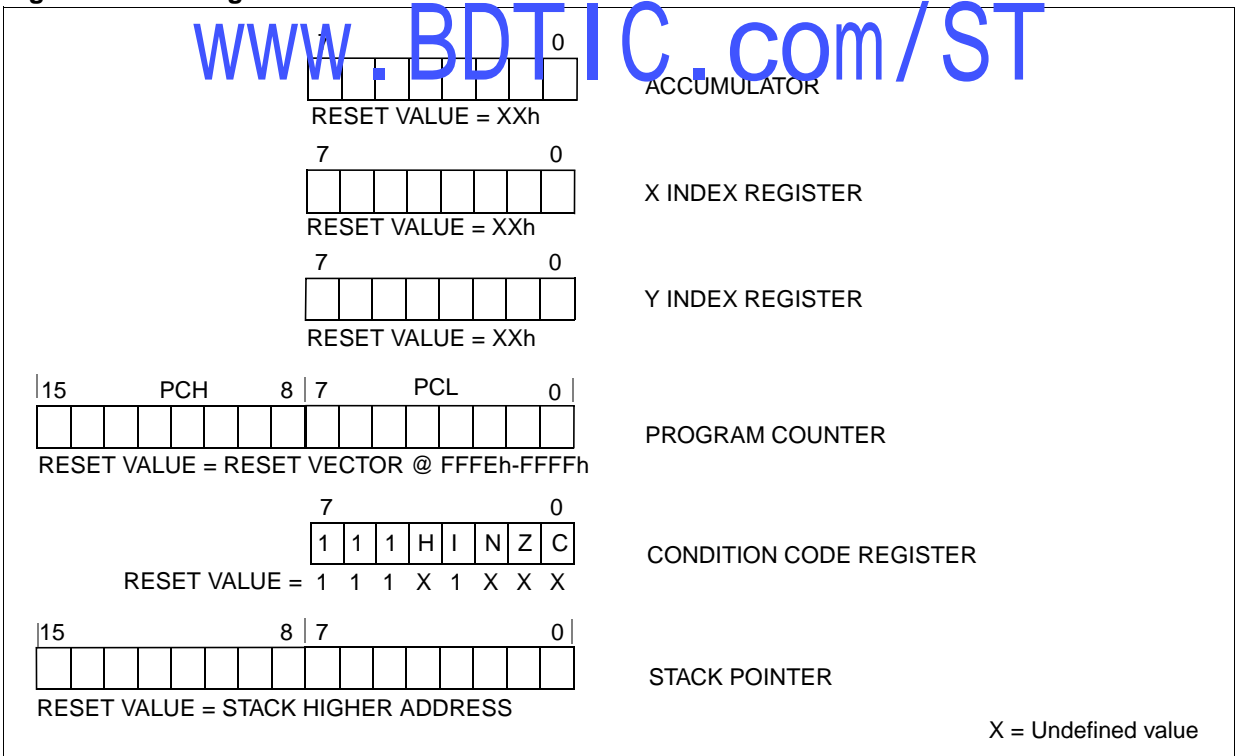 www.BDTIC.com/ST
7 0
ACCUMULATOR
RESET VALUE = XXh
7 0
X INDEX REGISTER
RESET VALUE = XXh
7 0
Y INDEX REGISTER
RESET VALUE = XXh
15 PCH 8 7 PCL 0
PROGRAM COUNTER
RESET VALUE = RESET VECTOR @ FFFEh-FFFFh
7 0
1 1 1 H I N Z C
CONDITION CODE REGISTER
RESET VALUE = 1 1 1 X 1 X X X
15 8 7 0
STACK POINTER
RESET VALUE = STACK HIGHER ADDRESS
X = Undefined value